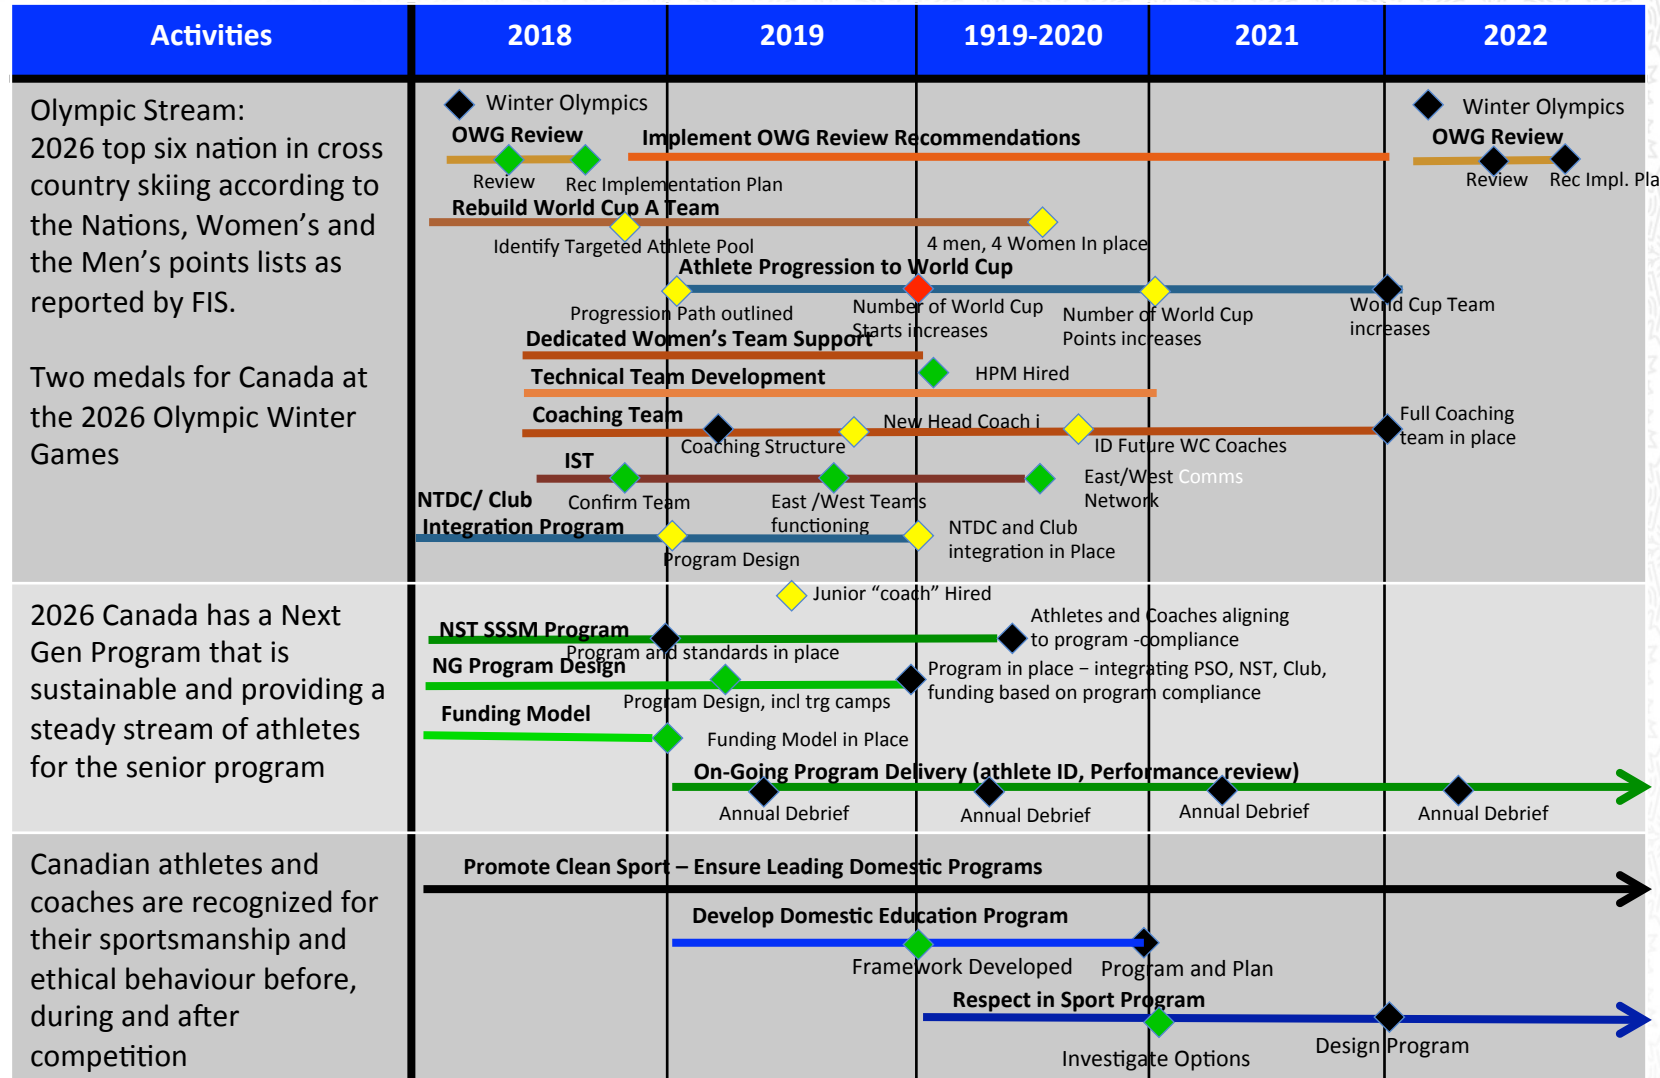 Activities
2018
2019
1919-2020
2021
2022
Olympic Stream:
2026 top six nation in cross
country skiing according to
the Nations, Women’s and
the Men’s points lists as
reported by FIS.
Two medals for Canada at
the 2026 Olympic Winter
Games
Winter Olympics
OWG Review
Review
Rec Implementation Plan
Implement OWG Review Recommendations
Winter Olympics
OWG Review
Review
Rec Impl. Pla
Rebuild World Cup A Team
Identify Targeted Athlete Pool
4 men, 4 Women In place
Athlete Progression to World Cup
Progression Path outlined
Number of World Cup
Starts increases
Number of World Cup
Points increases
World Cup Team
increases
Dedicated Women’s Team Support
HPM Hired
Technical Team Development
Coaching Team
Coaching Structure
New Head Coach i
ID Future WC Coaches
Full Coaching
team in place
IST
Confirm Team
East /West Teams
functioning
East/West Comms
Network
NTDC/ Club
Integration Program
Program Design
NTDC and Club
integration in Place
2026 Canada has a Next
Gen Program that is
sustainable and providing a
steady stream of athletes
for the senior program
Junior “coach” Hired
NST SSSM Program
Program and standards in place
Athletes and Coaches aligning
to program -compliance
NG Program Design
Program Design, incl trg camps
Program in place – integrating PSO, NST, Club,
funding based on program compliance
Funding Model
Funding Model in Place
On-Going Program Delivery (athlete ID, Performance review)
Annual Debrief
Annual Debrief
Annual Debrief
Annual Debrief
Canadian athletes and
coaches are recognized for
their sportsmanship and
ethical behaviour before,
during and after
competition
Promote Clean Sport – Ensure Leading Domestic Programs
Develop Domestic Education Program
Framework Developed
Program and Plan
Respect in Sport Program
Investigate Options
Design Program